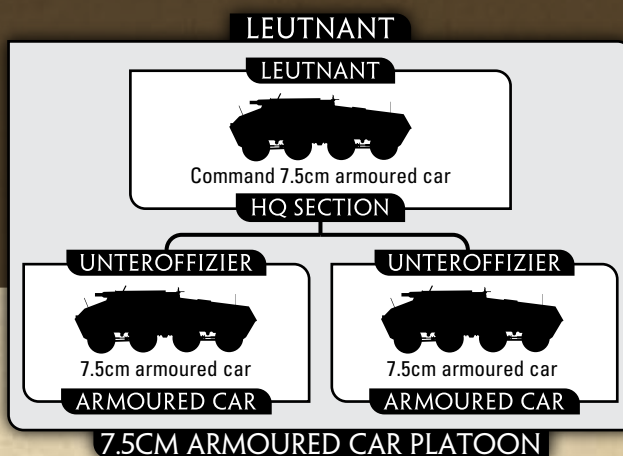 LEUTNANT
LEUTNANT
Command 7.5cm armoured car
HQ SECTION
UNTEROFFIZIER
UNTEROFFIZIER
7.5cm armoured car
7.5cm armoured car
ARMOURED CAR
ARMOURED CAR
7.5CM ARMOURED CAR PLATOON